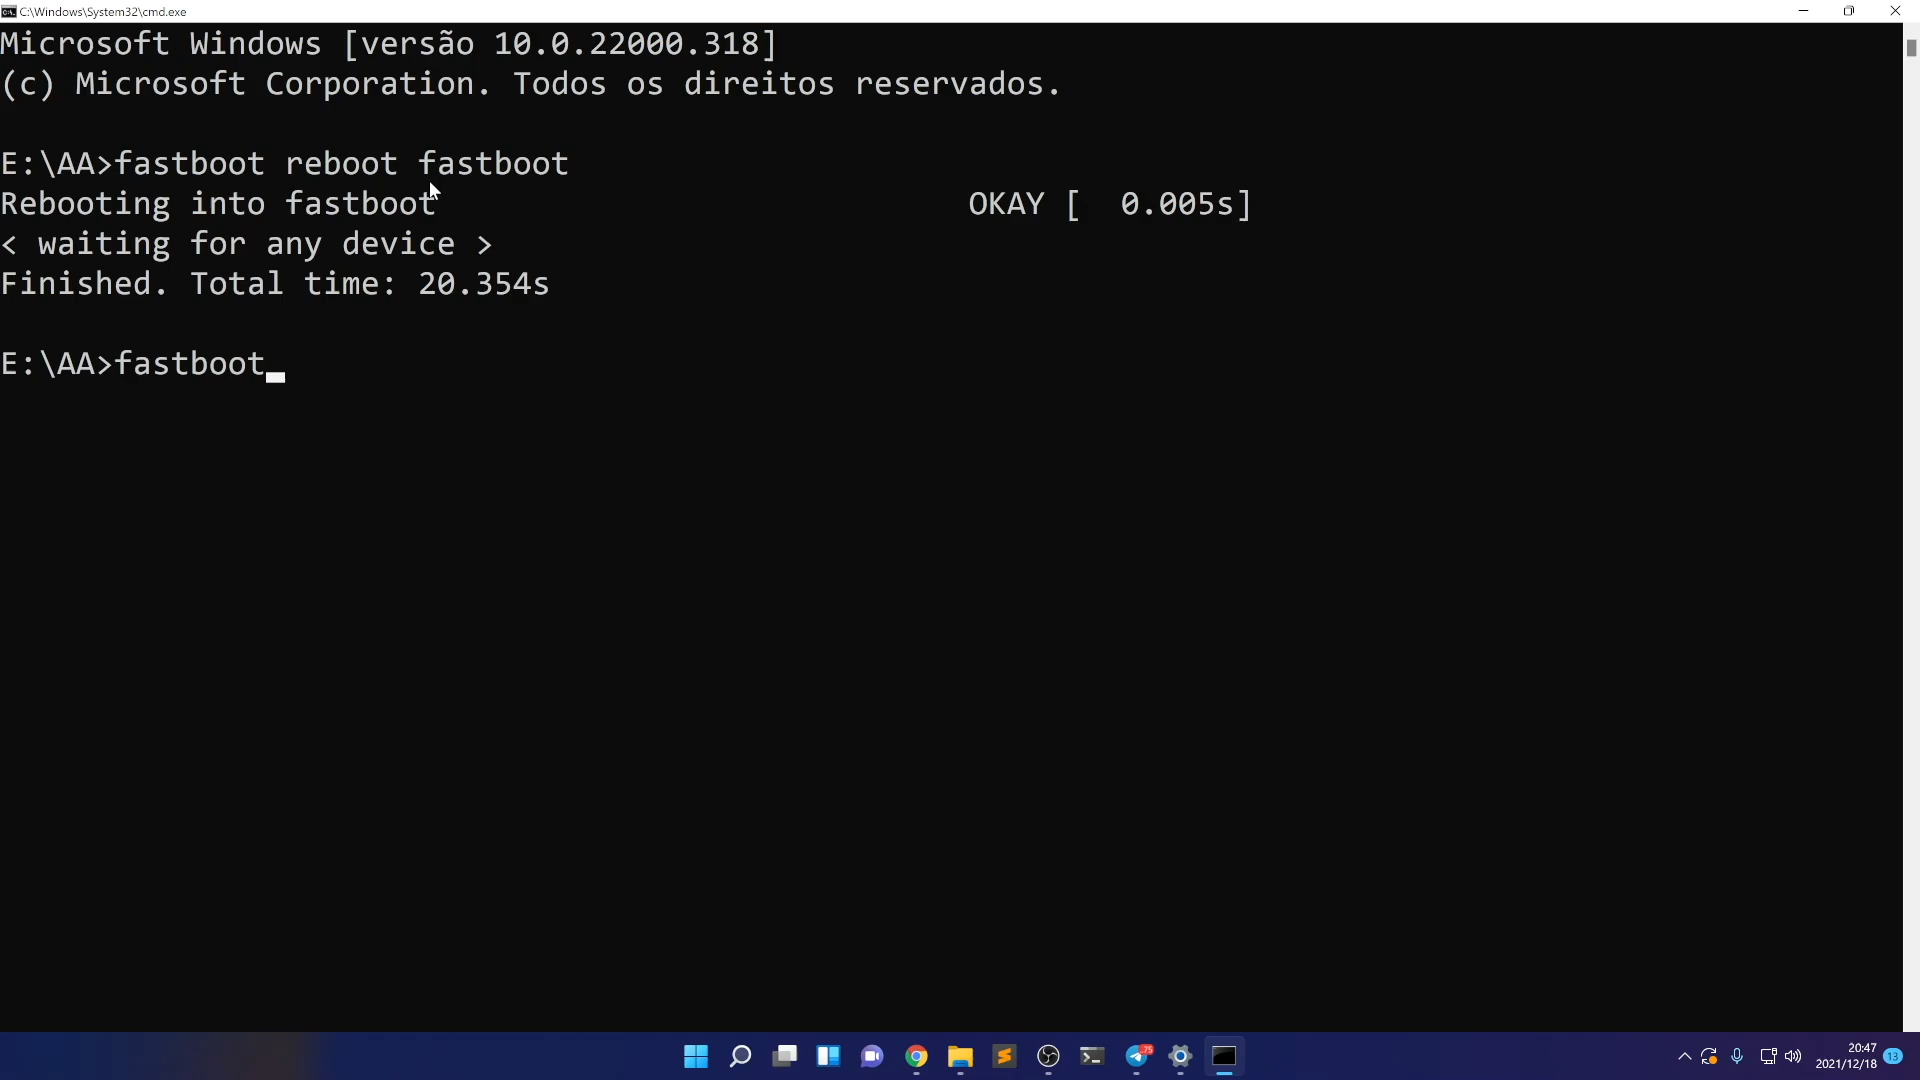 C:\Windows\System32\cmd.exe
Microsoft Windows [versão 10.0.22000.318]
(c) Microsoft Corporation. Todos os direitos reservados.
E:\AA>fastboot reboot fastboot
Rebooting into fastboot OKAY [ 0.005s]
< waiting for any device >
Finished. Total time: 20.354s
E:\AA>fastboot
75
20:47
2021/12/18
13